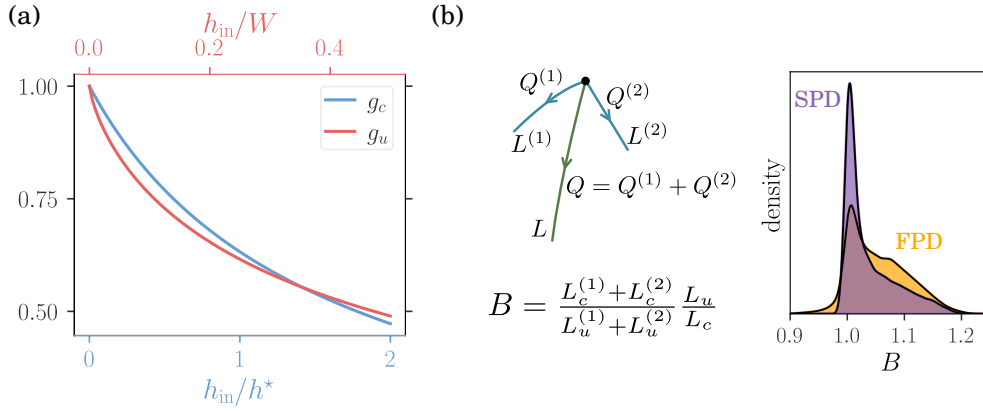 (a)
h_in/W
0.0 0.2 0.4
1.00
0.75
0.50
g_c
g_u
0 1 2
h_in/h⋆
(b)
Q^(1)
Q^(2)
L^(1)
L^(2)
Q = Q^(1) + Q^(2)
L
B = (L_c^(1)+L_c^(2))/(L_u^(1)+L_u^(2)) L_u/L_c
SPD
FPD
density
0.9 1.0 1.1 1.2
B